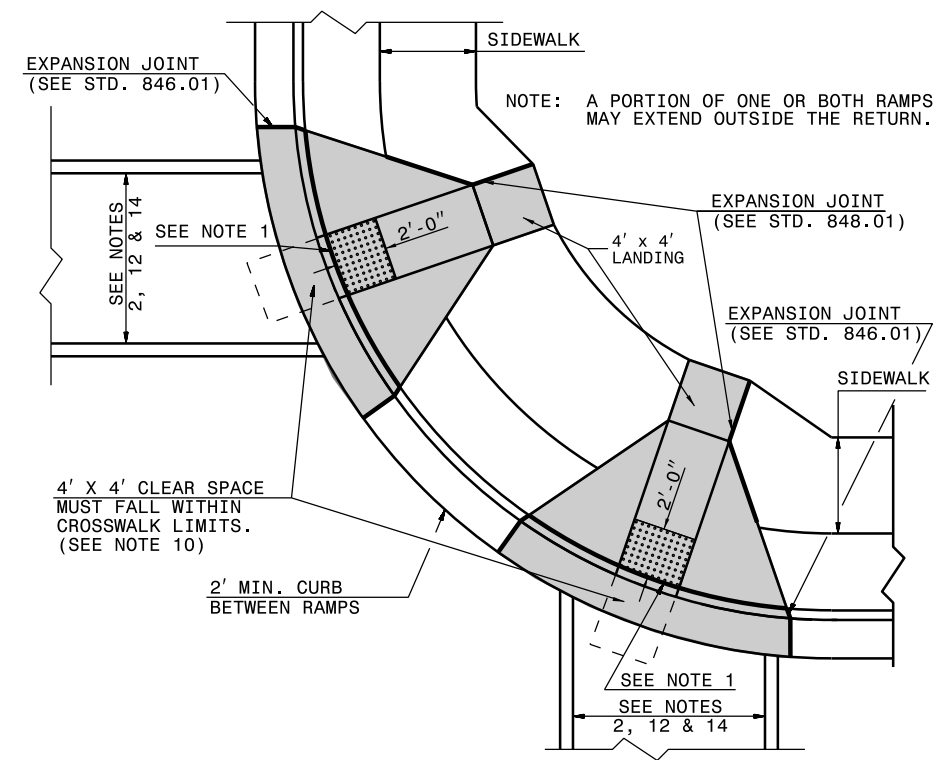 SIDEWALK
EXPANSION JOINT
(SEE STD. 846.01)
NOTE: A PORTION OF ONE OR BOTH RAMPS
MAY EXTEND OUTSIDE THE RETURN.
SEE NOTES
2, 12 & 14
SEE NOTE 1
2'-0"
4' x 4'
LANDING
EXPANSION JOINT
(SEE STD. 848.01)
EXPANSION JOINT
(SEE STD. 846.01)
SIDEWALK
4' X 4' CLEAR SPACE
MUST FALL WITHIN
CROSSWALK LIMITS.
(SEE NOTE 10)
2'-0"
2' MIN. CURB
BETWEEN RAMPS
SEE NOTE 1
SEE NOTES
2, 12 & 14